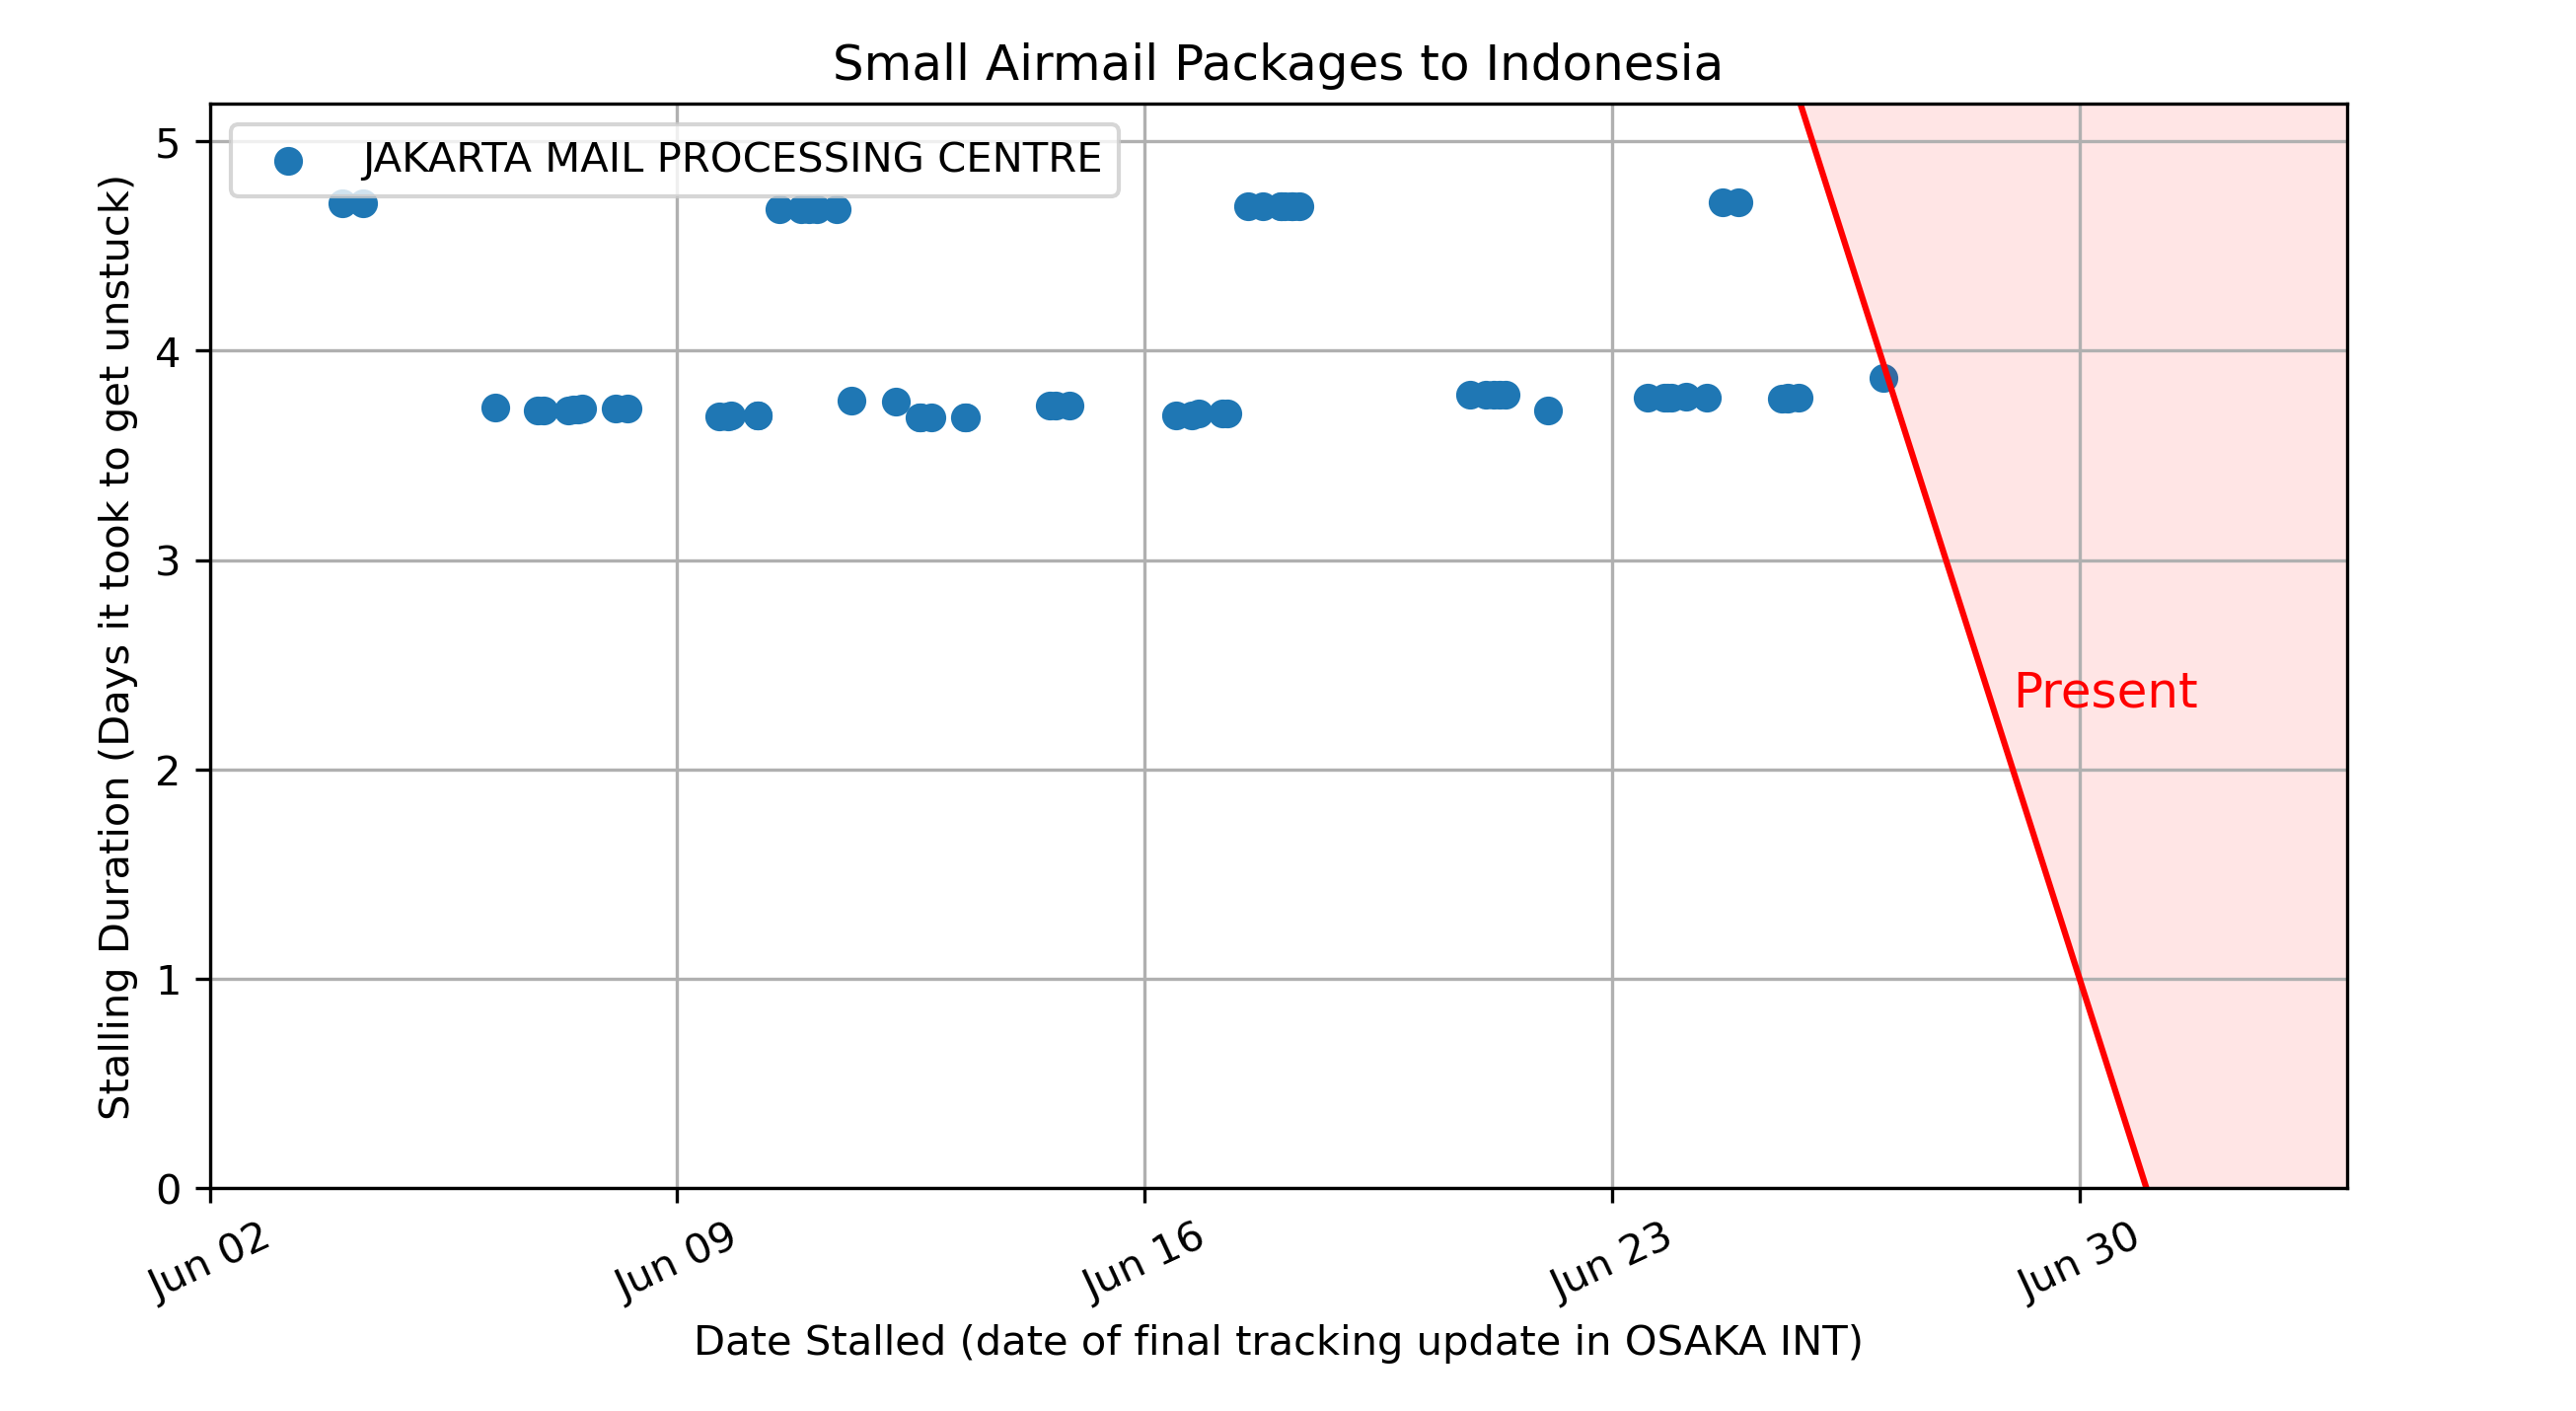 Small Airmail Packages to Indonesia
JAKARTA MAIL PROCESSING CENTRE
Stalling Duration (Days it took to get unstuck)
5
4
3
2
1
0
Present
Jun 02
Jun 09
Jun 16
Jun 23
Jun 30
Date Stalled (date of final tracking update in OSAKA INT)